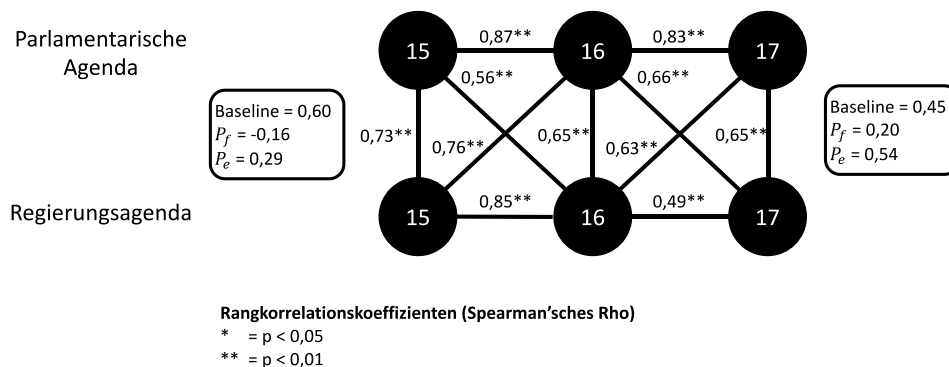 Parlamentarische
Agenda
15
0,87**
16
0,83**
17
0,56**
0,66**
Baseline = 0,60
P_f = -0,16
P_e = 0,29
0,73**
0,76**
0,65**
0,63**
0,65**
Baseline = 0,45
P_f = 0,20
P_e = 0,54
Regierungsagenda
15
0,85**
16
0,49**
17
Rangkorrelationskoeffizienten (Spearman’sches Rho)
* = p < 0,05
** = p < 0,01